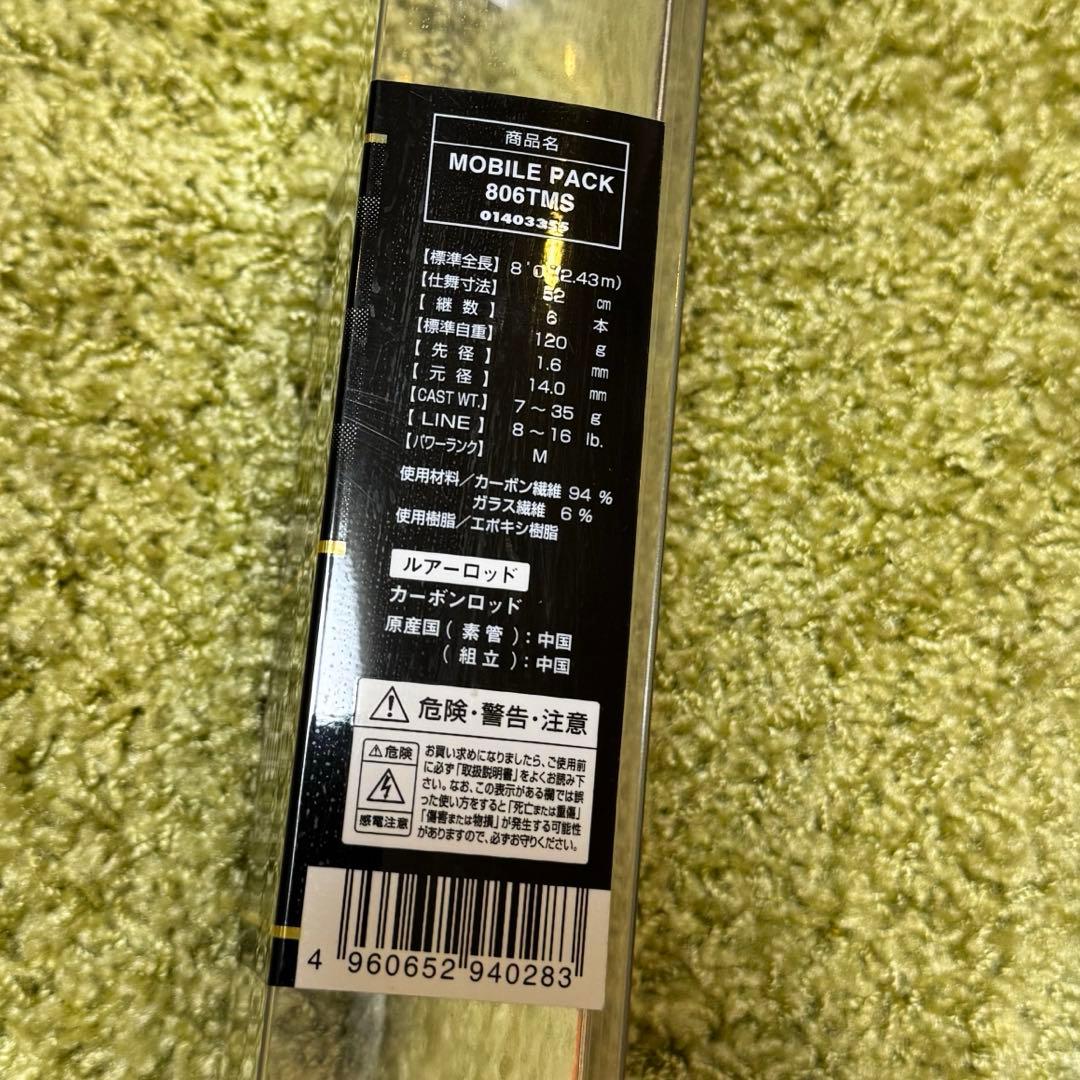 商品名
MOBILE PACK
806TMS
01403355
【標準全長】 8'0"(2.43m)
【仕舞寸法】 52 cm
【継数】 6 本
【標準自重】 120 g
【先径】 1.6 mm
【元径】 14.0 mm
【CAST WT.】 7～35 g
【LINE】 8～16 lb.
【パワーランク】 M
使用材料／カーボン繊維 94 %
ガラス繊維 6 %
使用樹脂／エポキシ樹脂
ルアーロッド
カーボンロッド
原産国(素管):中国
(組立):中国
危険・警告・注意
危険
感電注意
お買い求めになりましたら、ご使用前
に必ず「取扱説明書」をよくお読み下
さい。なお、この表示がある欄では誤
った使い方をすると「死亡または重傷」
「傷害または物損」が発生する可能性
がありますので、必ずお守りください。
4 960652 940283